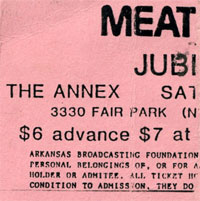 MEAT
JUBI
THE ANNEX SAT
3330 FAIR PARK (N
$6 advance $7 at
ARKANSAS BROADCASTING FOUNDATION
PERSONAL BELONGINGS OF, OR FOR A
HOLDER OR ADMITEE. ALL TICKET HO
CONDITION TO ADMISSION, THEY DO